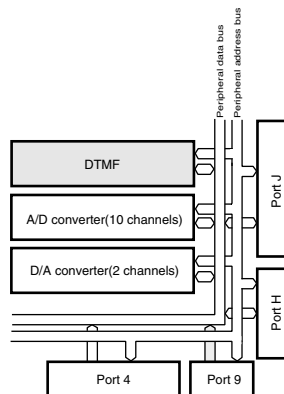 Peripheral data bus
Peripheral address bus
DTMF
A/D converter(10 channels)
D/A converter(2 channels)
Port J
Port H
Port 4
Port 9